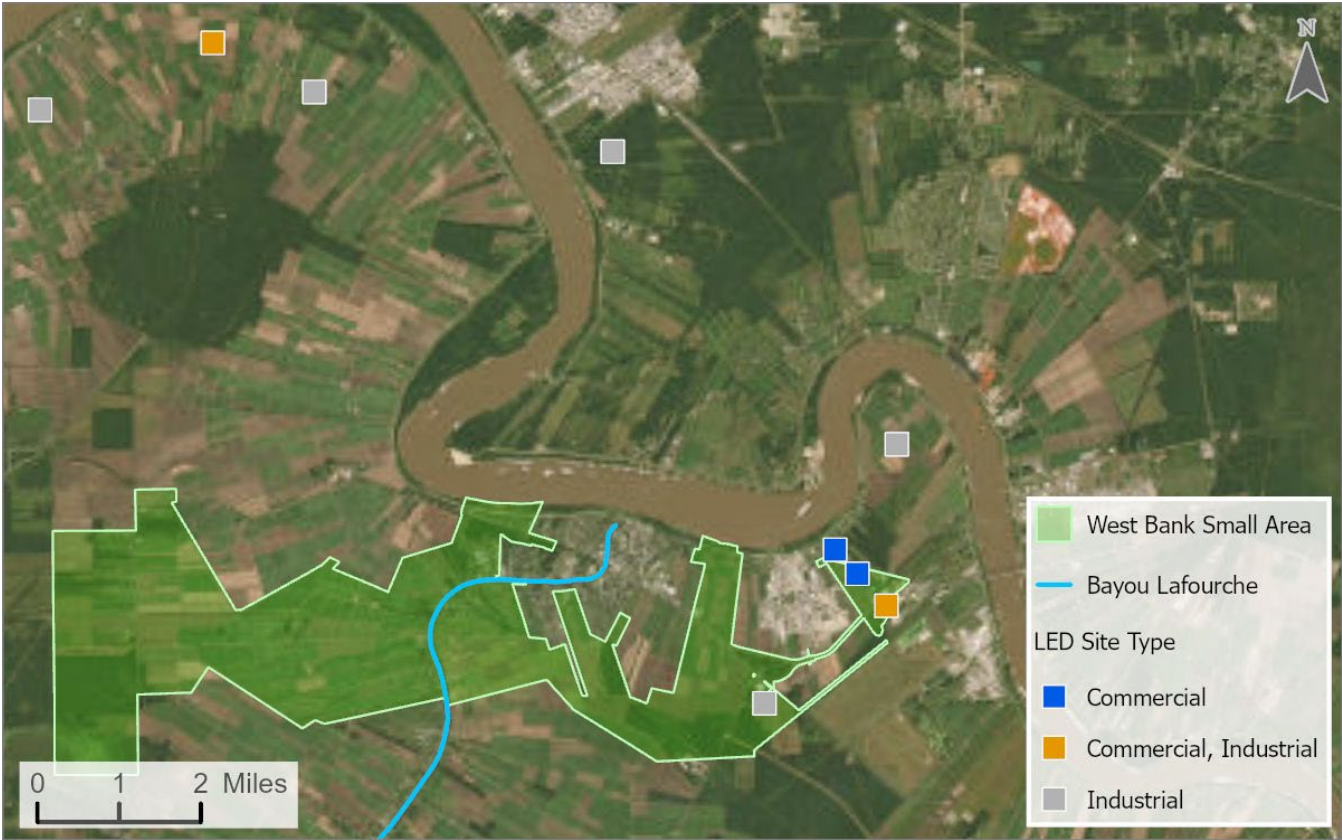 N
West Bank Small Area
Bayou Lafourche
LED Site Type
Commercial
Commercial, Industrial
Industrial
0 1 2 Miles